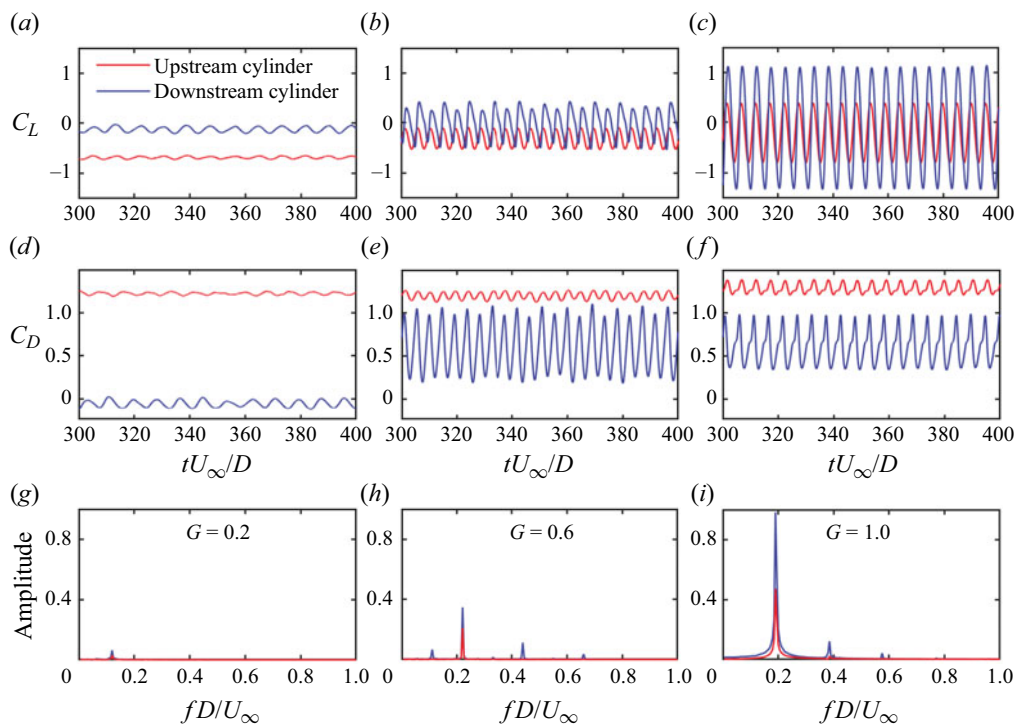 (a) (b) (c)
1 1 1
Upstream cylinder
Downstream cylinder
C_L 0 0 0
–1 –1 –1
300 320 340 360 380 400 300 320 340 360 380 400 300 320 340 360 380 400
(d) (e) (f)
1.0 1.0 1.0
C_D 0.5 0.5 0.5
0 0 0
300 320 340 360 380 400 300 320 340 360 380 400 300 320 340 360 380 400
tU∞/D tU∞/D tU∞/D
(g) (h) (i)
0.8 G = 0.2 0.8 G = 0.6 0.8 G = 1.0
Amplitude 0.4 0.4 0.4
0 0.2 0.4 0.6 0.8 1.0 0 0.2 0.4 0.6 0.8 1.0 0 0.2 0.4 0.6 0.8 1.0
fD/U∞ fD/U∞ fD/U∞